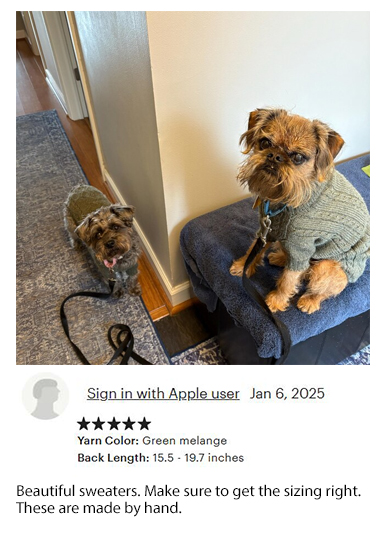 Sign in with Apple user Jan 6, 2025
★★★★★
Yarn Color: Green melange
Back Length: 15.5 - 19.7 inches
Beautiful sweaters. Make sure to get the sizing right.
These are made by hand.